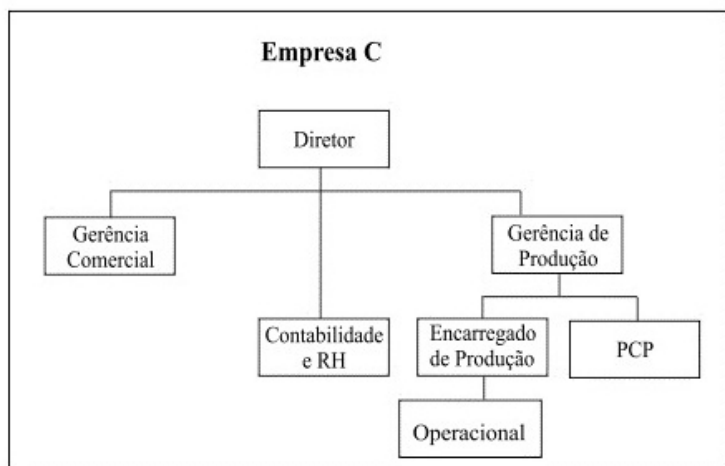 Empresa C
Diretor
Gerência
Comercial
Gerência de
Produção
Contabilidade
e RH
Encarregado
de Produção
PCP
Operacional